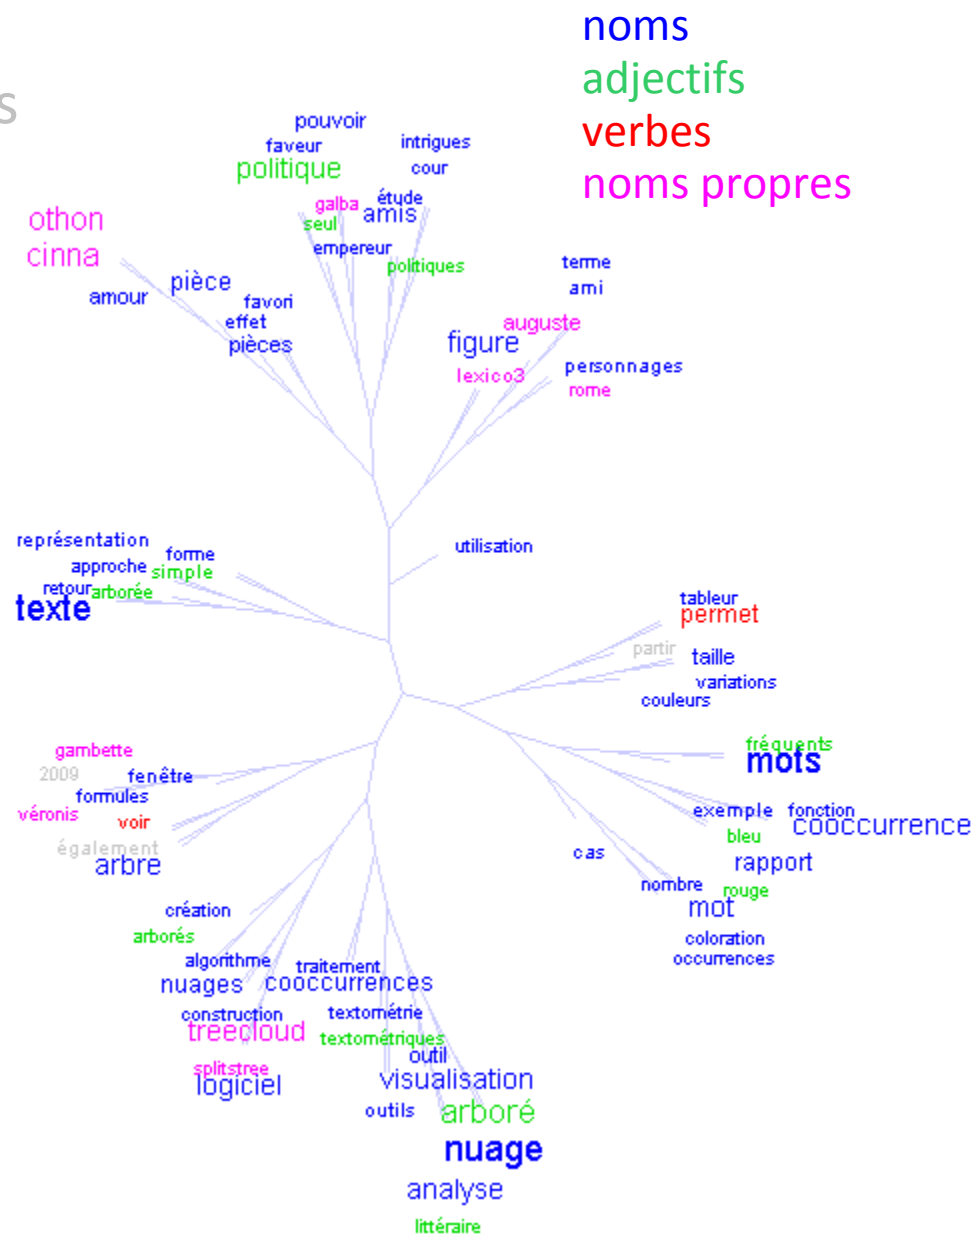 noms
adjectifs
verbes
noms propres
s
pouvoir
faveur
politique
intrigues
cour
étude
galba
amis
seul
empereur
politiques
othon
cinna
amour
pièce
favori
effet
pièces
terme
ami
auguste
figure
lexico3
personnages
rome
utilisation
représentation
forme
approche
simple
retour
arborée
texte
tableur
permet
partir
taille
variations
couleurs
fréquents
mots
exemple
fonction
cooccurrence
bleu
rapport
cas
nombre
rouge
mot
coloration
occurrences
gambette
2009
fenêtre
formules
véronis
voir
également
arbre
création
arborés
algorithme
nuages
traitement
cooccurrences
construction
treecloud
textométrie
textométriques
splitstree
logiciel
outil
visualisation
outils
arboré
nuage
analyse
littéraire